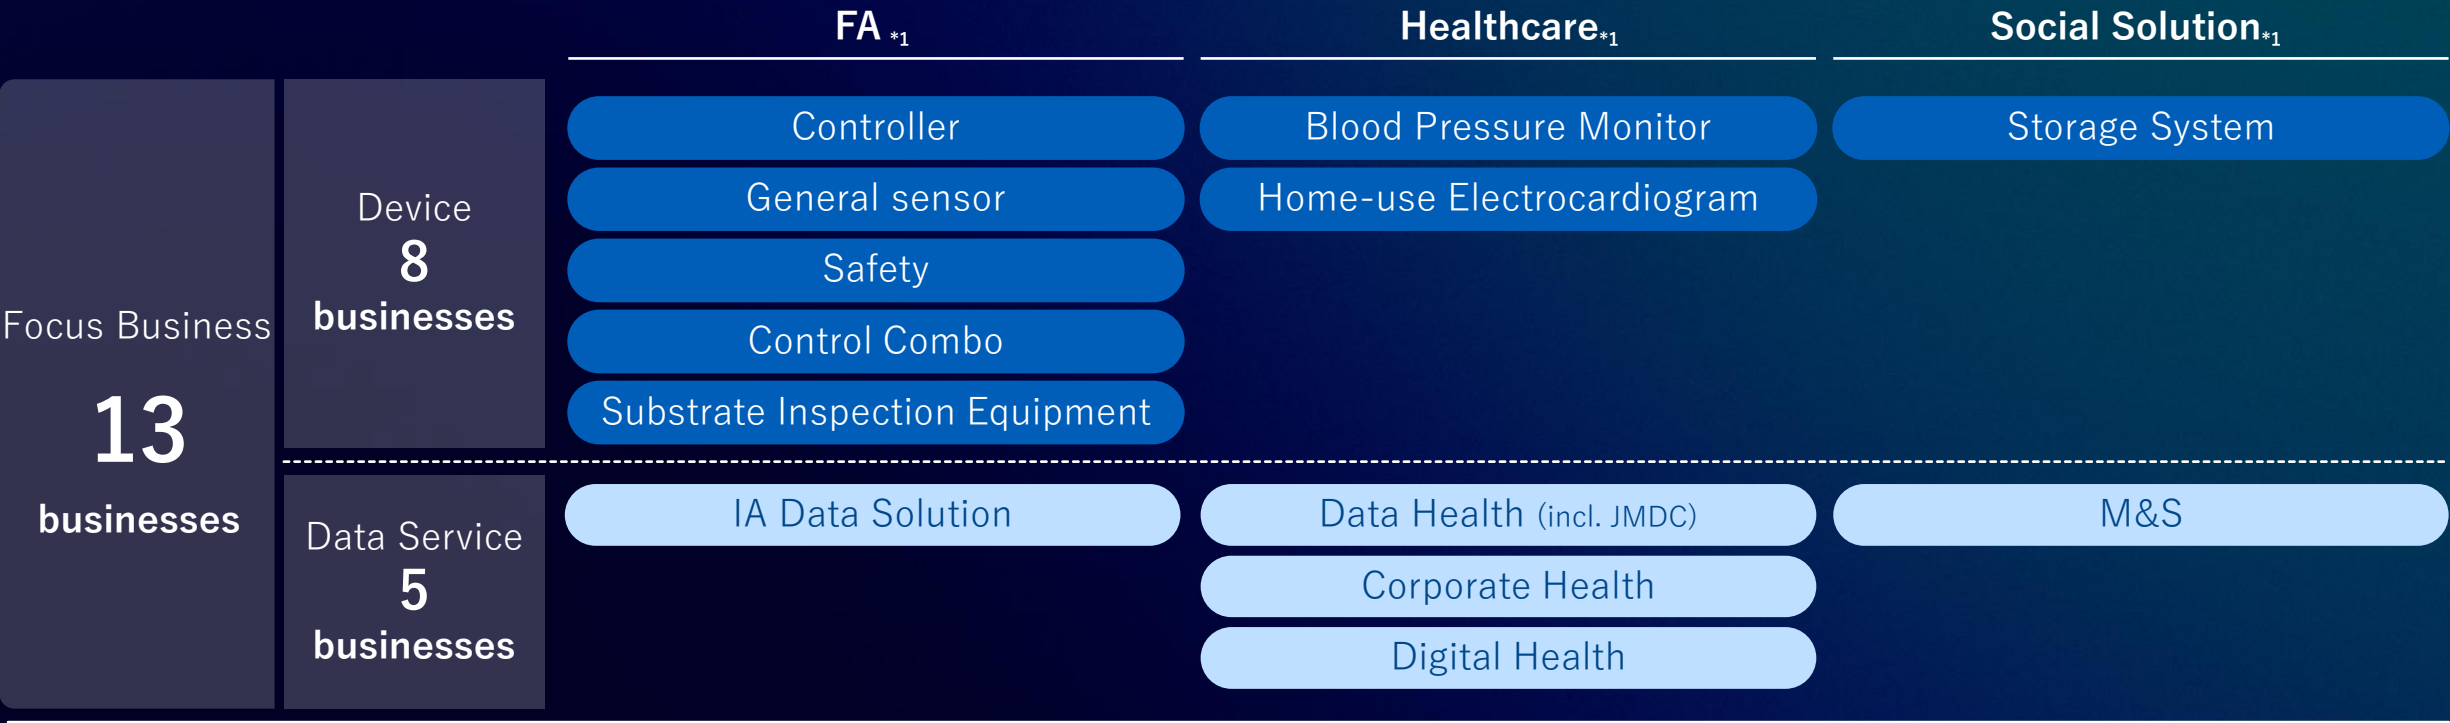 FA *1
Healthcare*1
Social Solution*1
Focus Business
13
businesses
Device
8
businesses
Controller
General sensor
Safety
Control Combo
Substrate Inspection Equipment
Blood Pressure Monitor
Home-use Electrocardiogram
Storage System
Data Service
5
businesses
IA Data Solution
Data Health (incl. JMDC)
Corporate Health
Digital Health
M&S